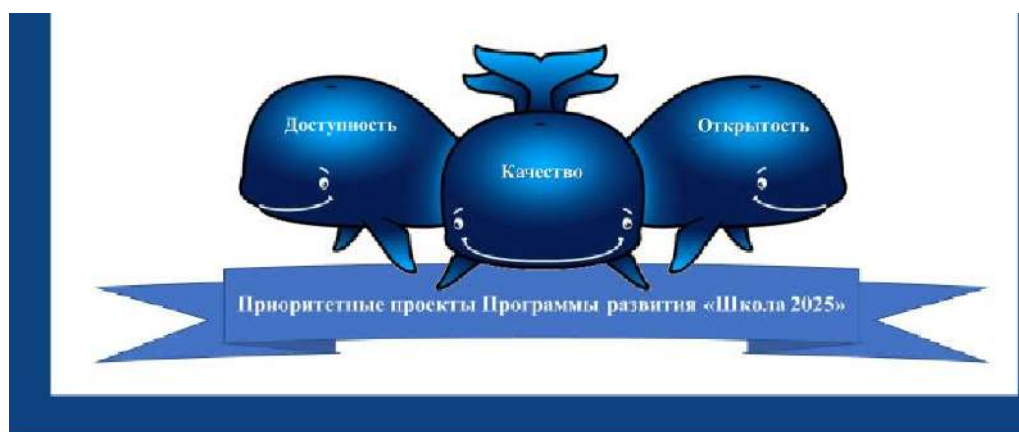 Доступность
Качество
Открытость
Приоритетные проекты Программы развития «Школа 2025»